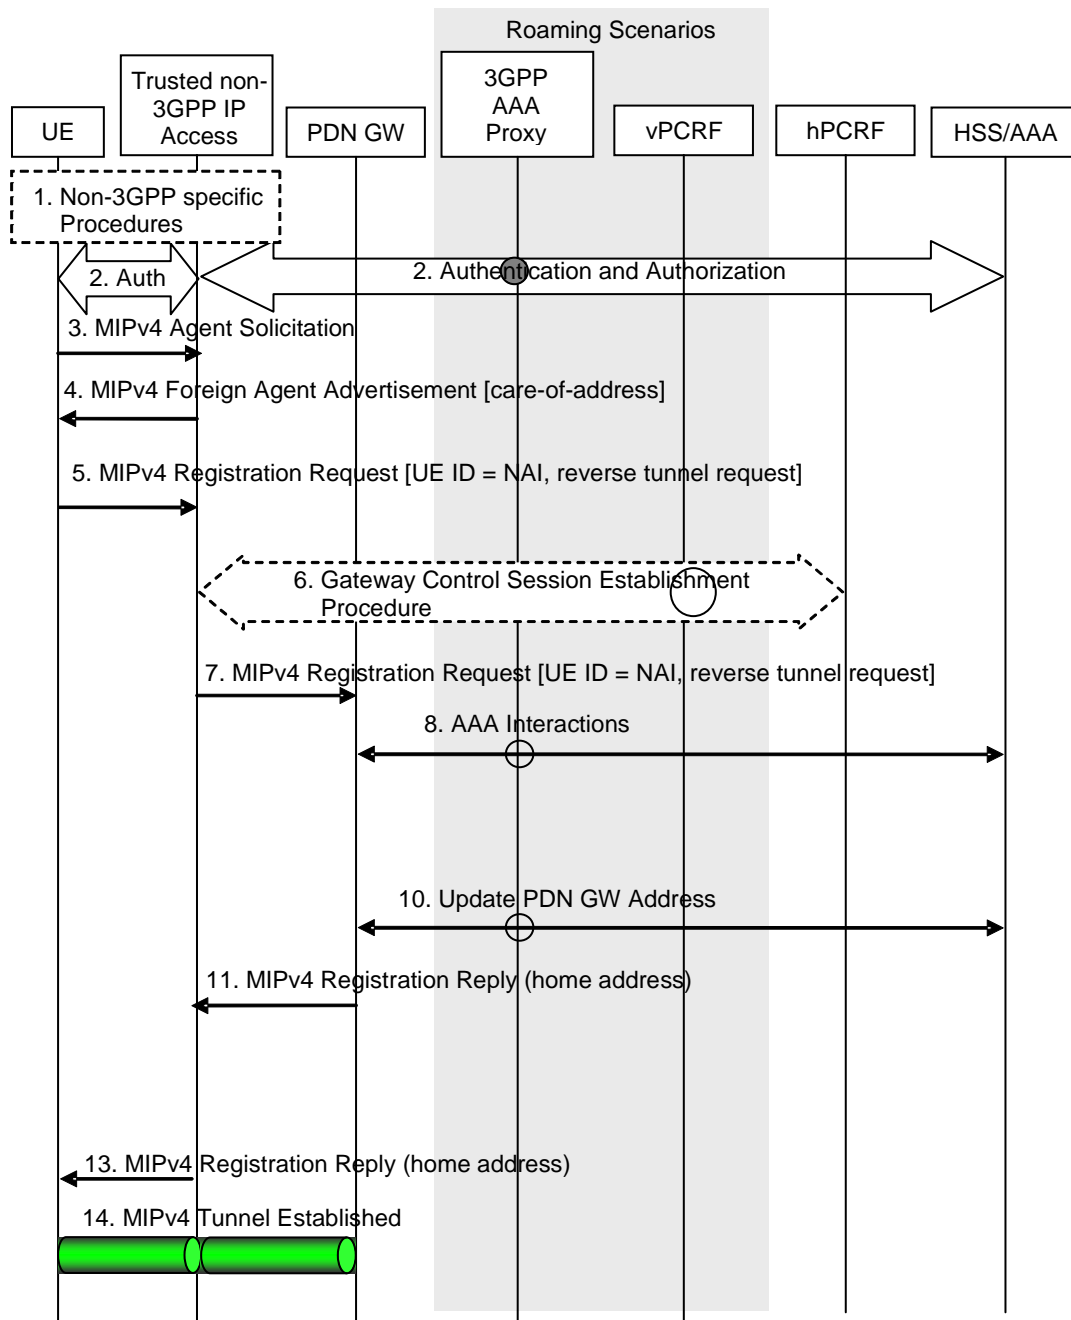 Roaming Scenarios
UE
Trusted non-
3GPP IP
Access
PDN GW
3GPP
AAA
Proxy
vPCRF
hPCRF
HSS/AAA
1. Non-3GPP specific
Procedures
2. Auth
2. Authentication and Authorization
3. MIPv4 Agent Solicitation
4. MIPv4 Foreign Agent Advertisement [care-of-address]
5. MIPv4 Registration Request [UE ID = NAI, reverse tunnel request]
6. Gateway Control Session Establishment
Procedure
7. MIPv4 Registration Request [UE ID = NAI, reverse tunnel request]
8. AAA Interactions
10. Update PDN GW Address
11. MIPv4 Registration Reply (home address)
13. MIPv4 Registration Reply (home address)
14. MIPv4 Tunnel Established